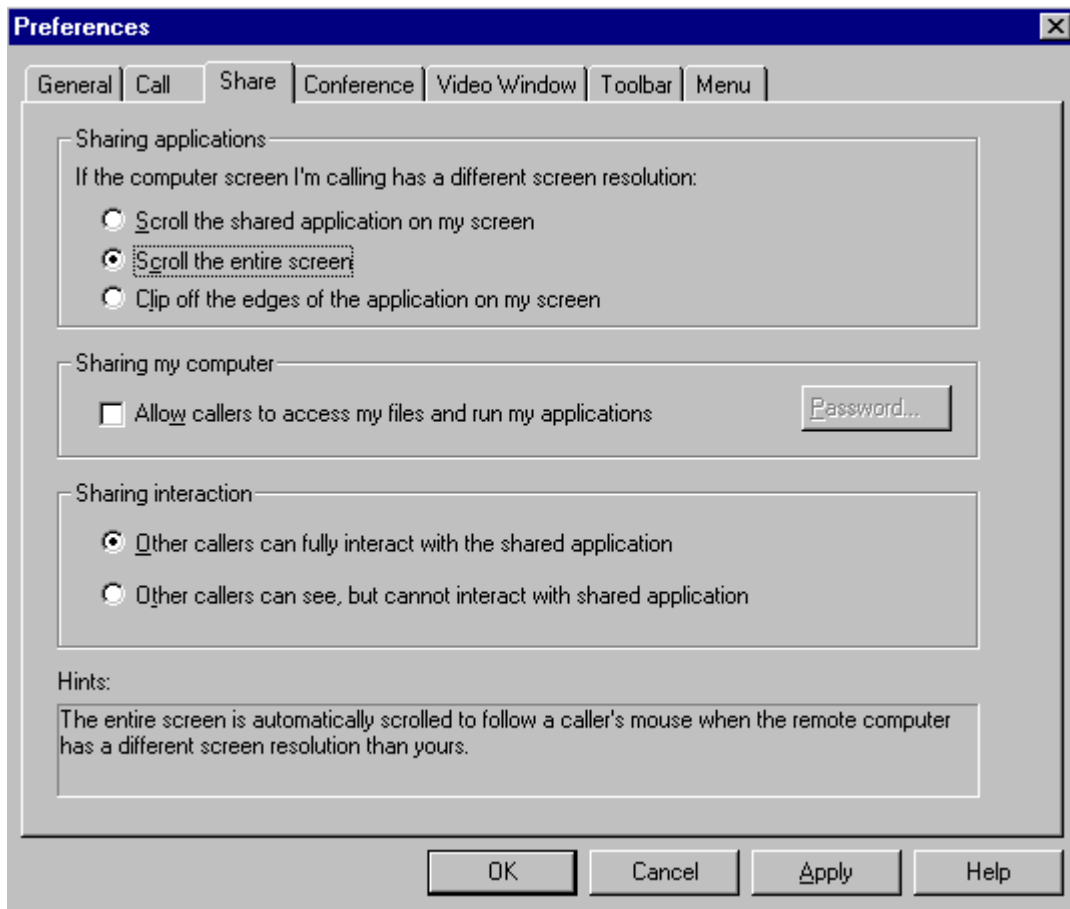 Preferences
General Call Share Conference Video Window Toolbar Menu
Sharing applications
If the computer screen I'm calling has a different screen resolution:
Scroll the shared application on my screen
Scroll the entire screen
Clip off the edges of the application on my screen
Sharing my computer
Allow callers to access my files and run my applications
Password...
Sharing interaction
Other callers can fully interact with the shared application
Other callers can see, but cannot interact with shared application
Hints:
The entire screen is automatically scrolled to follow a caller's mouse when the remote computer
has a different screen resolution than yours.
OK Cancel Apply Help